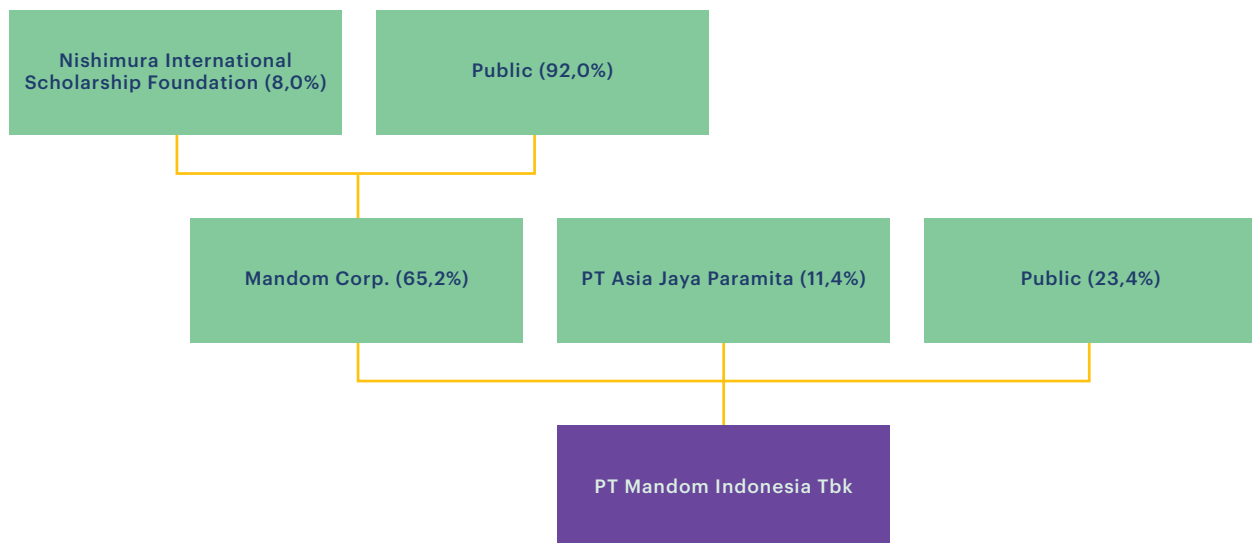 Nishimura International
Scholarship Foundation (8,0%)
Public (92,0%)
Mandom Corp. (65,2%)
PT Asia Jaya Paramita (11,4%)
Public (23,4%)
PT Mandom Indonesia Tbk